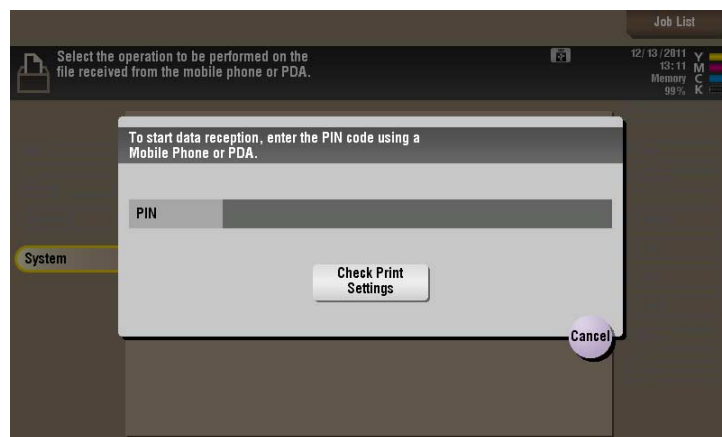 Job List
Select the operation to be performed on the
file received from the mobile phone or PDA.
12/13/2011
13:11
Memory
99%
Y
M
C
K
To start data reception, enter the PIN code using a
Mobile Phone or PDA.
PIN
System
Check Print
Settings
Cancel